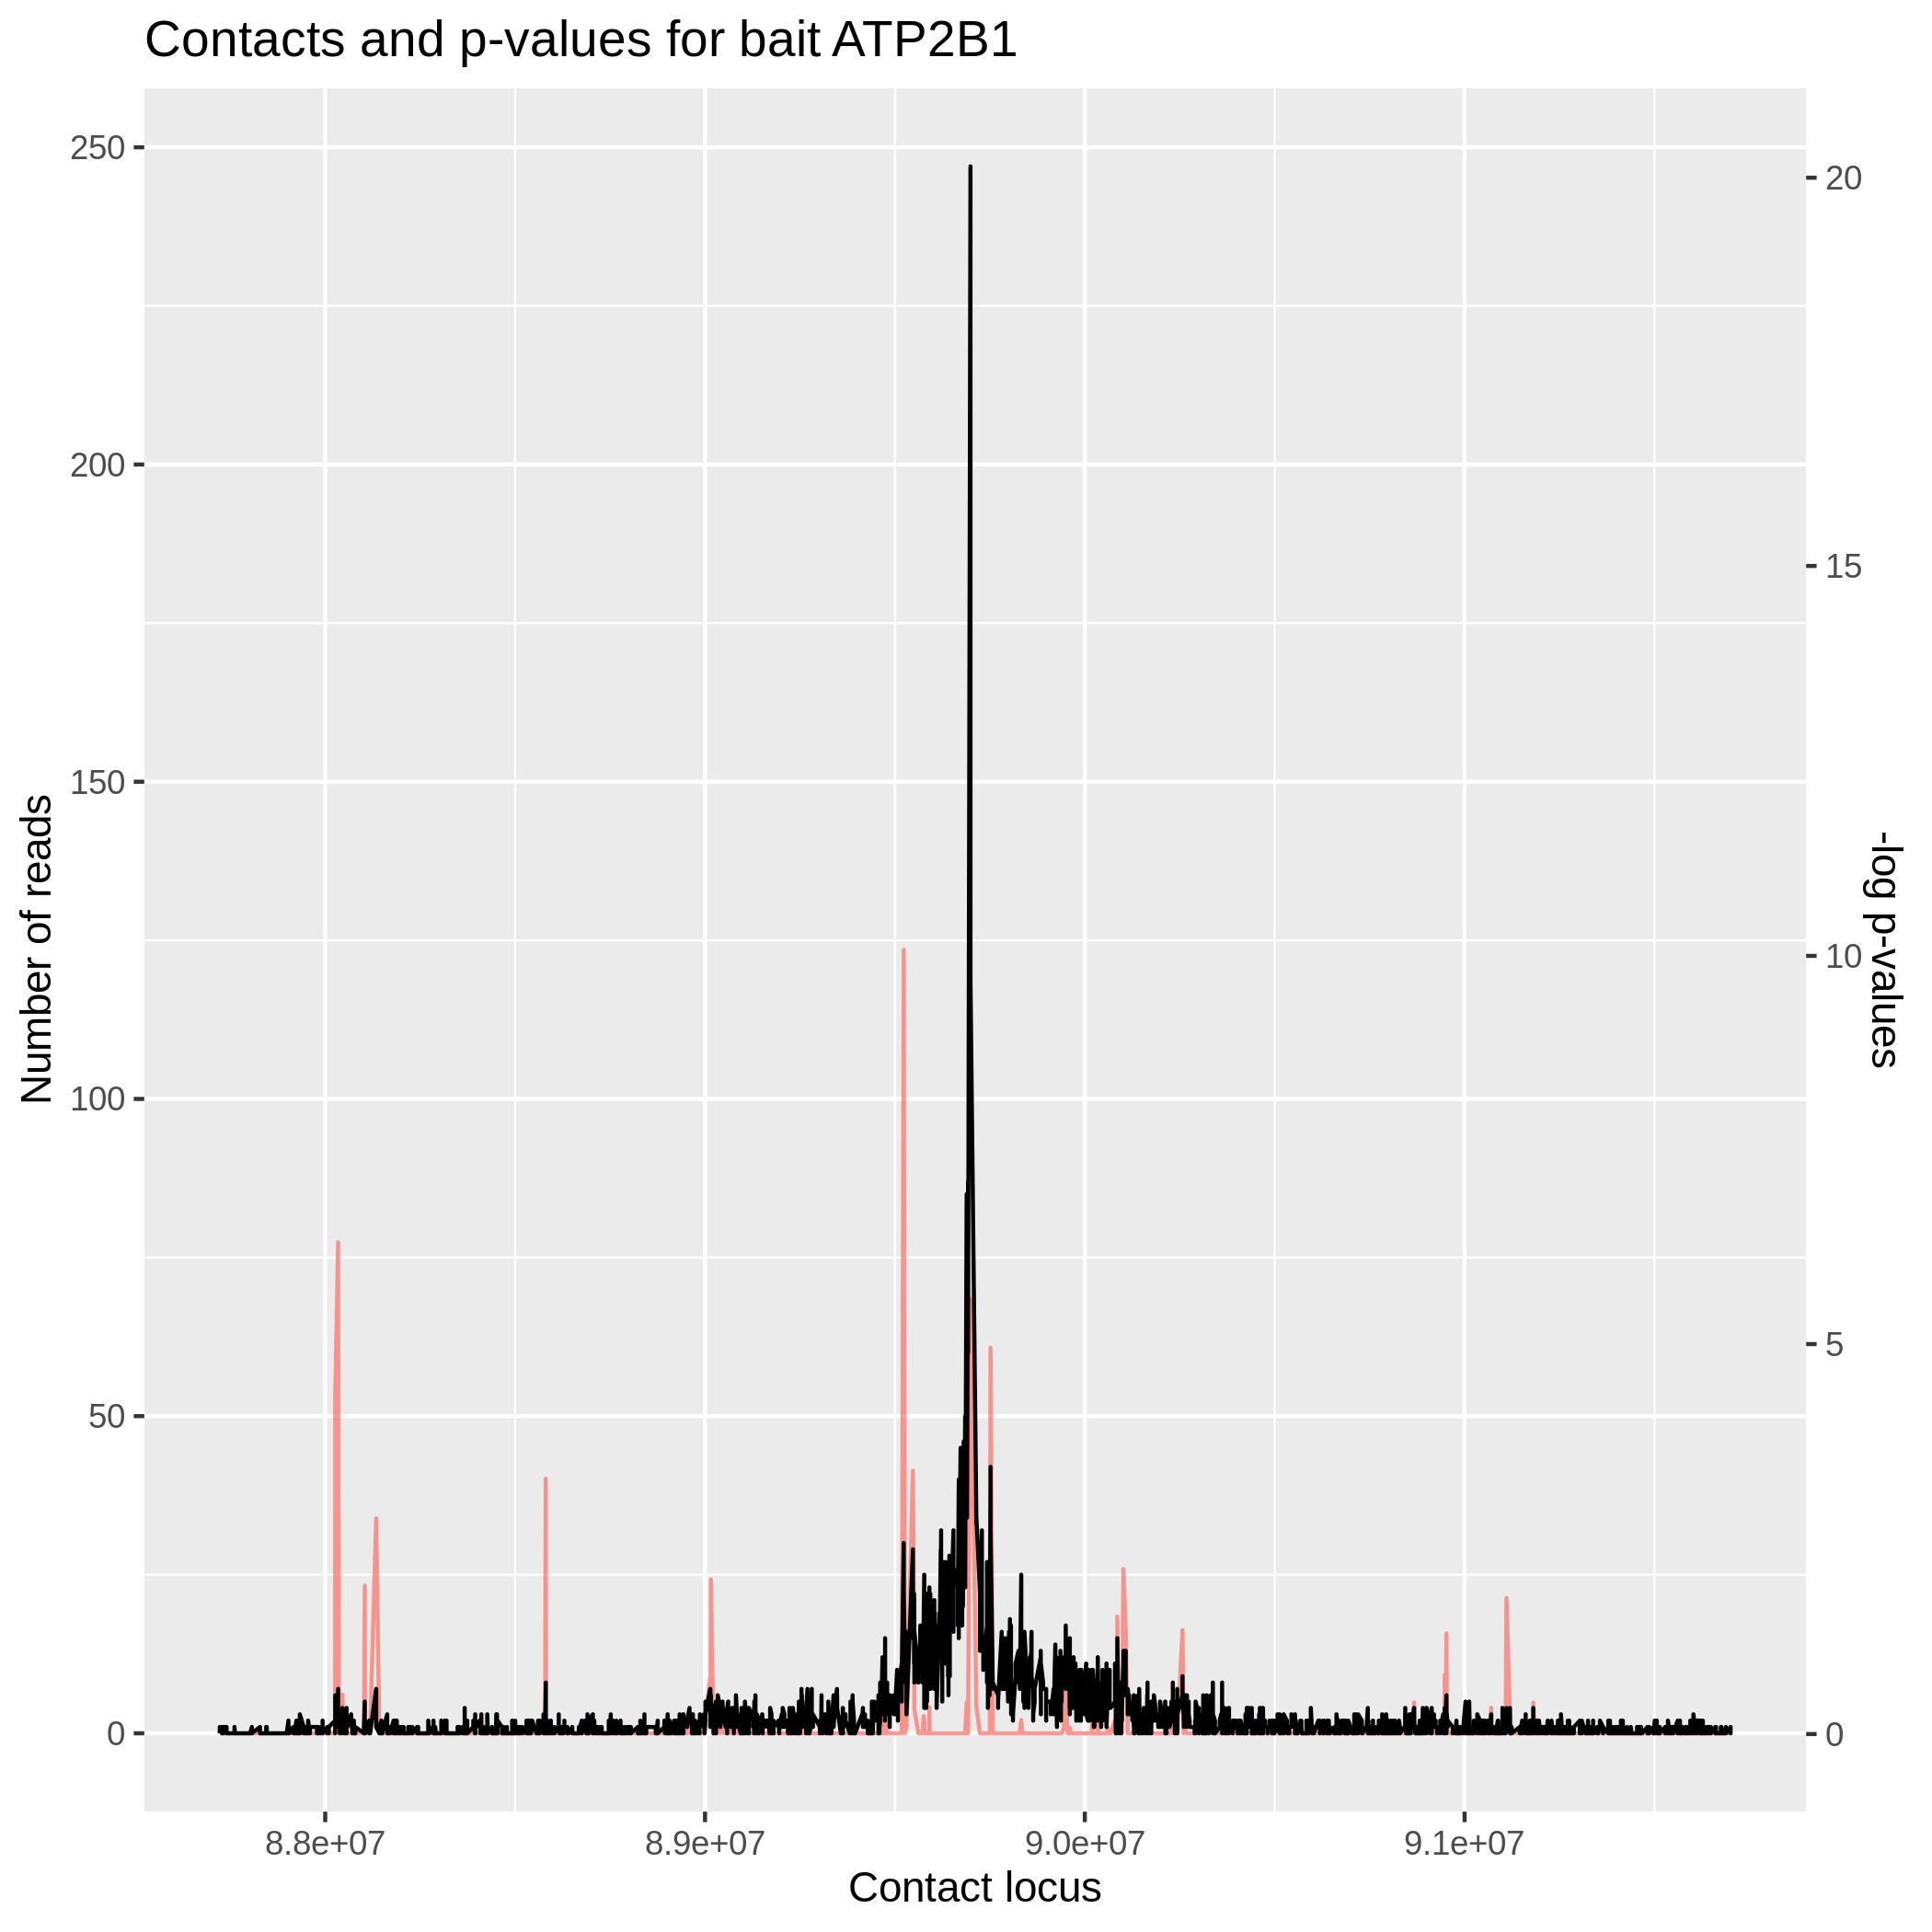 Contacts and p-values for bait ATP2B1
250
200
150
100
50
0
Number of reads
20
15
10
5
0
-log p-values
8.8e+07
8.9e+07
9.0e+07
9.1e+07
Contact locus